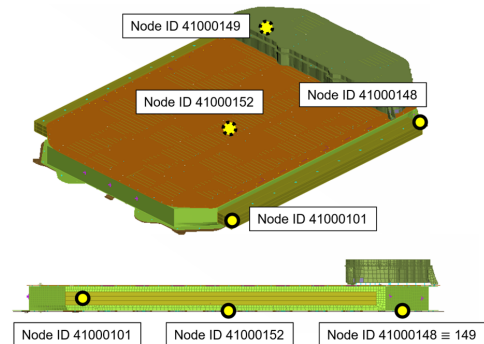 Node ID 41000149
Node ID 41000152
Node ID 41000148
Node ID 41000101
Node ID 41000101
Node ID 41000152
Node ID 41000148 ≡ 149